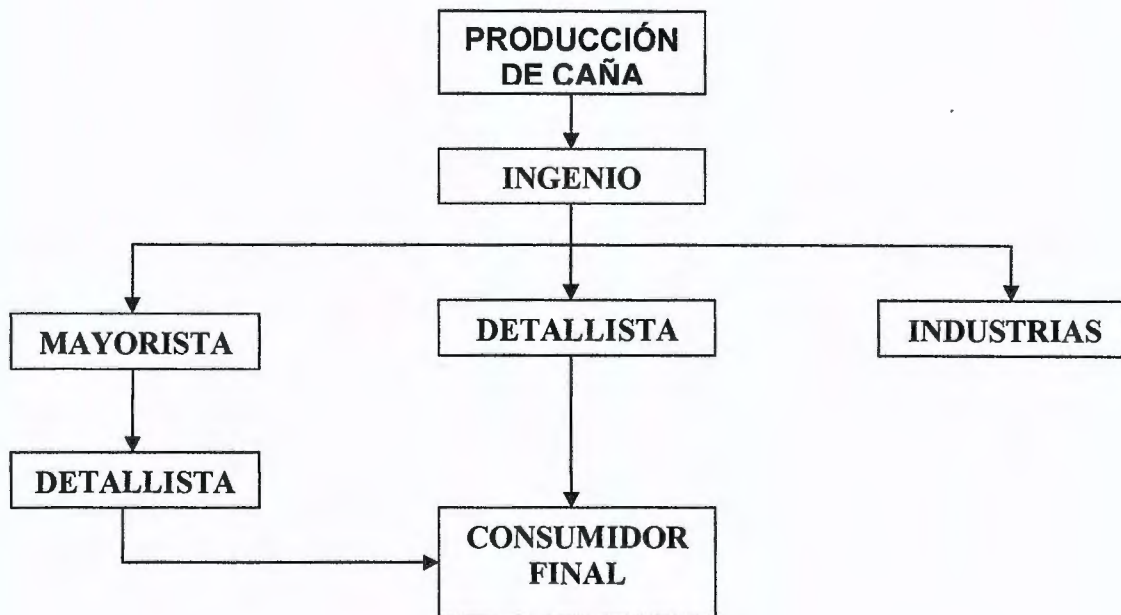 PRODUCCIÓN
DE CAÑA
INGENIO
MAYORISTA
DETALLISTA
INDUSTRIAS
DETALLISTA
CONSUMIDOR
FINAL